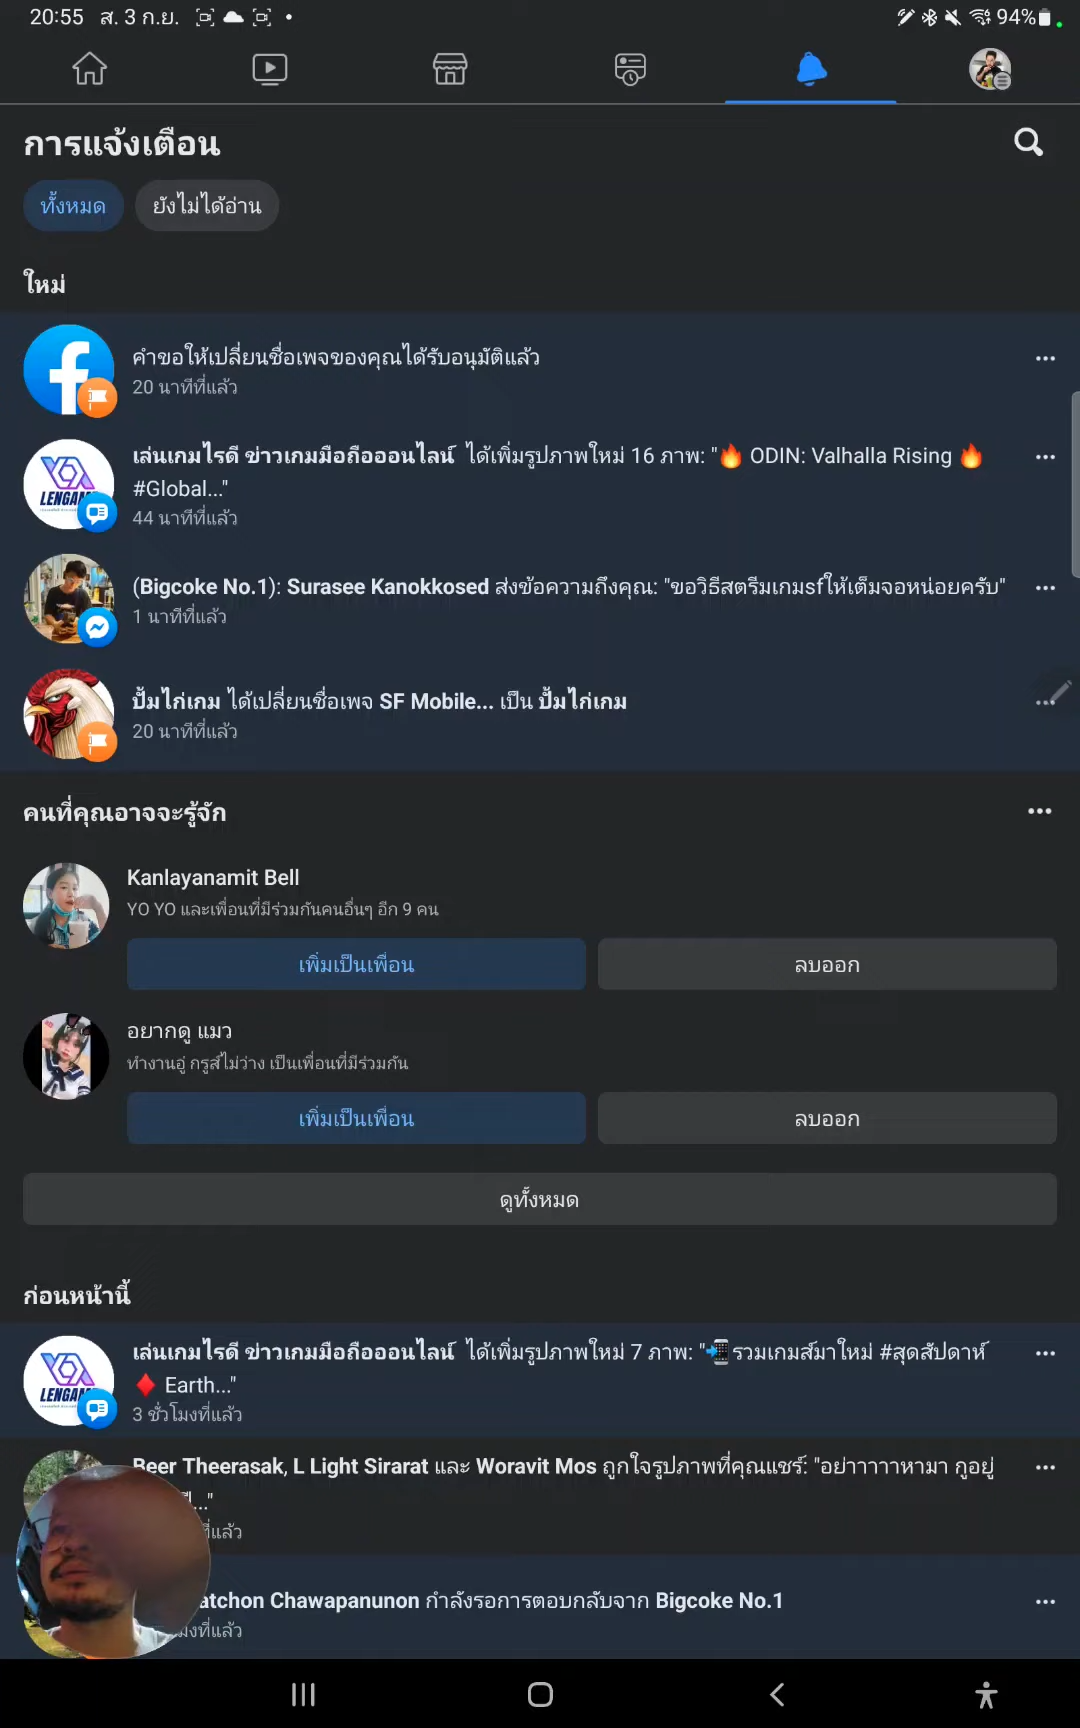 20:55 ส. 3 ก.ย. 94%
การแจ้งเตือน
ทั้งหมด ยังไม่ได้อ่าน
ใหม่
คำขอให้เปลี่ยนชื่อเพจของคุณได้รับอนุมัติแล้ว
20 นาทีที่แล้ว
เล่นเกมไรดี ข่าวเกมมือถือออนไลน์ ได้เพิ่มรูปภาพใหม่ 16 ภาพ: "🔥 ODIN: Valhalla Rising 🔥
#Global..."
LENGAM
44 นาทีที่แล้ว
(Bigcoke No.1): Surasee Kanokkosed ส่งข้อความถึงคุณ: "ขอวิธีสตรีมเกมsfให้เต็มจอหน่อยครับ"
1 นาทีที่แล้ว
ปั้มไก่เกม ได้เปลี่ยนชื่อเพจ SF Mobile... เป็น ปั้มไก่เกม
20 นาทีที่แล้ว
คนที่คุณอาจจะรู้จัก
Kanlayanamit Bell
YO YO และเพื่อนที่มีร่วมกันคนอื่นๆ อีก 9 คน
เพิ่มเป็นเพื่อน ลบออก
อยากดู แมว
ทำงานอู่ กรูส์ไม่ว่าง เป็นเพื่อนที่มีร่วมกัน
เพิ่มเป็นเพื่อน ลบออก
ดูทั้งหมด
ก่อนหน้านี้
เล่นเกมไรดี ข่าวเกมมือถือออนไลน์ ได้เพิ่มรูปภาพใหม่ 7 ภาพ: "📲รวมเกมส์มาใหม่ #สุดสัปดาห์
♦️ Earth..."
LENGAM
3 ชั่วโมงที่แล้ว
Beer Theerasak, L Light Sirarat และ Woravit Mos ถูกใจรูปภาพที่คุณแชร์: "อย่าาาาาหามา กูอยู่
..."
ที่แล้ว
atchon Chawapanunon กำลังรอการตอบกลับจาก Bigcoke No.1
มงที่แล้ว